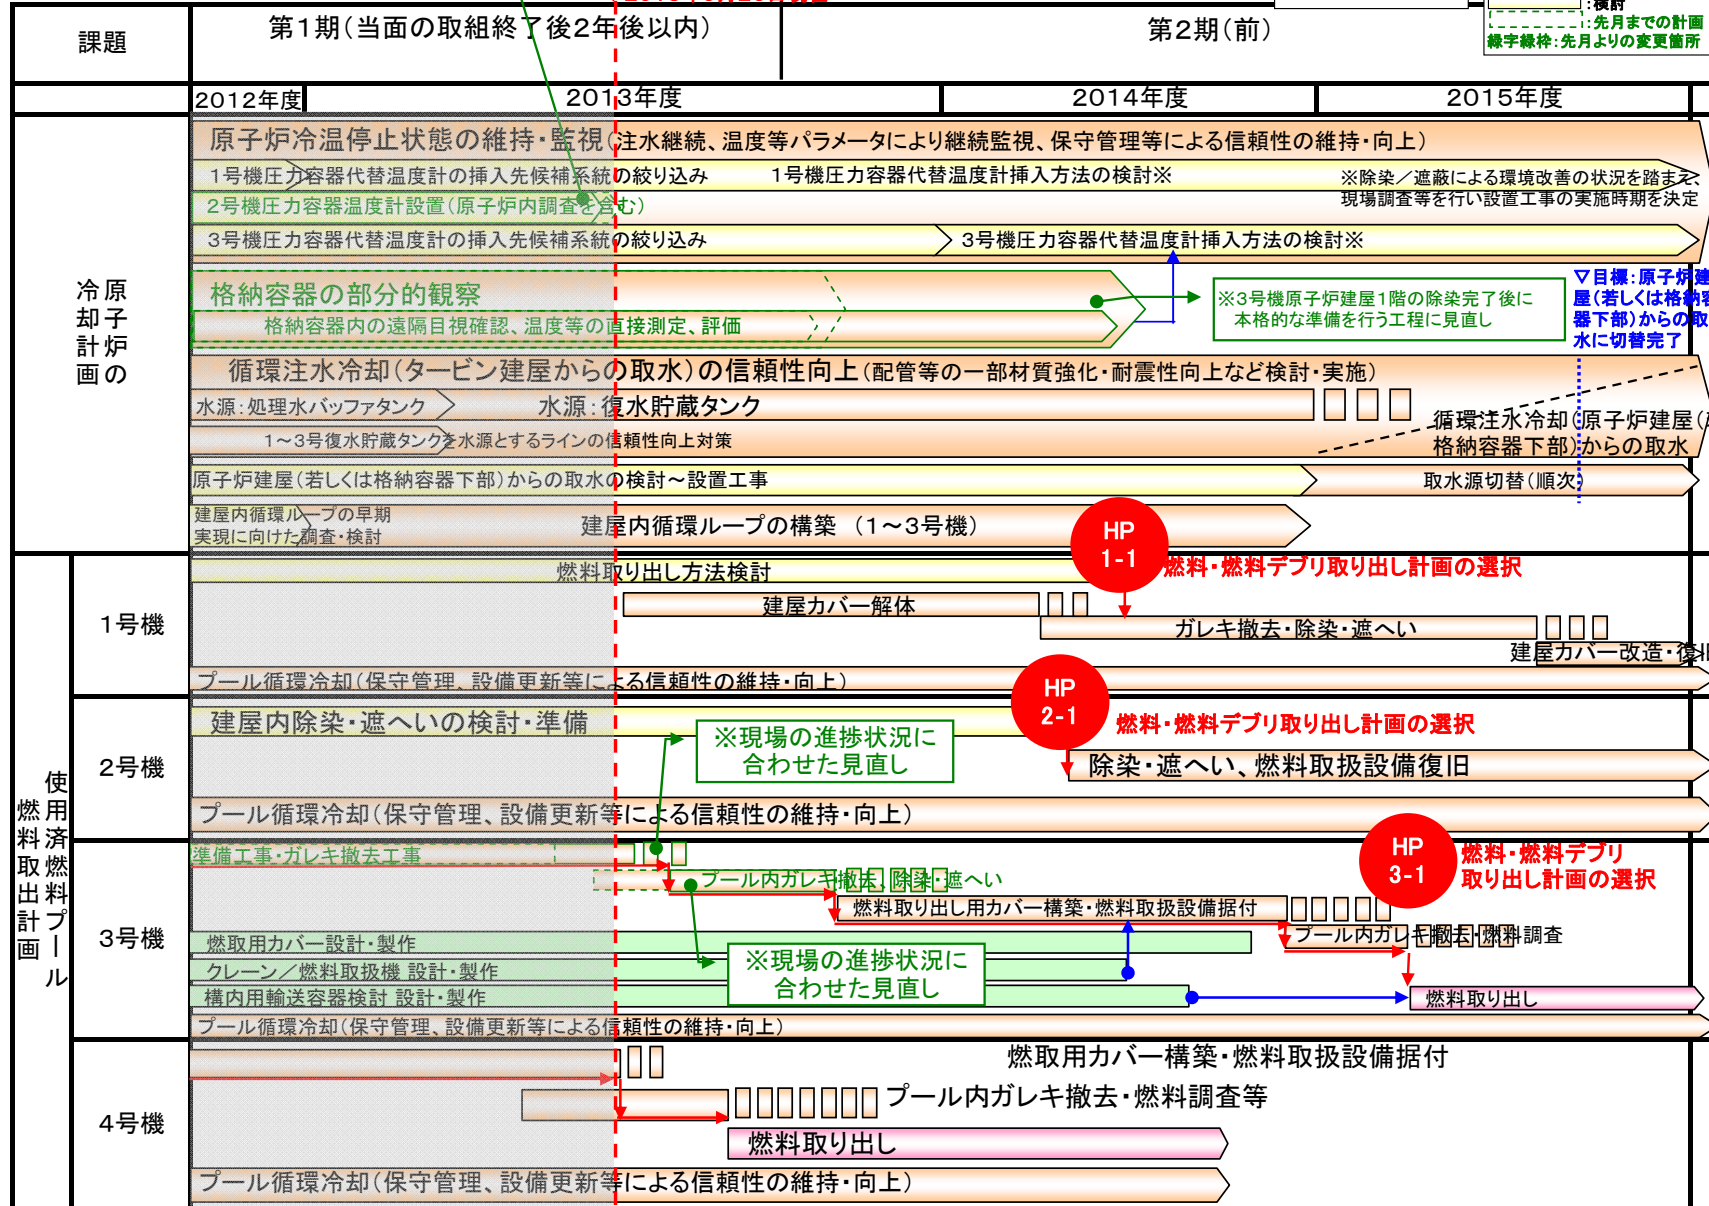 :検討
:先月までの計画
緑字緑枠:先月よりの変更箇所
課題
第1期(当面の取組終了後2年後以内)
第2期(前)
2012年度
2013年度
2014年度
2015年度
原子炉の冷却計画
原子炉冷温停止状態の維持・監視(注水継続、温度等パラメータにより継続監視、保守管理等による信頼性の維持・向上)
1号機圧力容器代替温度計の挿入先候補系統の絞り込み
1号機圧力容器代替温度計挿入方法の検討※
※除染/遮蔽による環境改善の状況を踏まえ、
現場調査等を行い設置工事の実施時期を決定
2号機圧力容器温度計設置(原子炉内調査を含む)
3号機圧力容器代替温度計の挿入先候補系統の絞り込み
3号機圧力容器代替温度計挿入方法の検討※
格納容器の部分的観察
格納容器内の遠隔目視確認、温度等の直接測定、評価
※3号機原子炉建屋1階の除染完了後に
本格的な準備を行う工程に見直し
▽目標:原子炉建
屋(若しくは格納容
器下部)からの取
水に切替完了
循環注水冷却(タービン建屋からの取水)の信頼性向上(配管等の一部材質強化・耐震性向上など検討・実施)
水源:処理水バッファタンク
水源:復水貯蔵タンク
循環注水冷却(原子炉建屋(
格納容器下部)からの取水
1~3号復水貯蔵タンクを水源とするラインの信頼性向上対策
原子炉建屋(若しくは格納容器下部)からの取水の検討~設置工事
取水源切替(順次)
建屋内循環ループの早期
実現に向けた調査・検討
建屋内循環ループの構築 (1~3号機)
使用済燃料プール燃料取出計画
1号機
燃料取り出し方法検討
HP
1-1
燃料・燃料デブリ取り出し計画の選択
建屋カバー解体
ガレキ撤去・除染・遮へい
建屋カバー改造・復旧
プール循環冷却(保守管理、設備更新等による信頼性の維持・向上)
2号機
建屋内除染・遮へいの検討・準備
HP
2-1
燃料・燃料デブリ取り出し計画の選択
※現場の進捗状況に
合わせた見直し
除染・遮へい、燃料取扱設備復旧
プール循環冷却(保守管理、設備更新等による信頼性の維持・向上)
3号機
準備工事・ガレキ撤去工事
HP
3-1
燃料・燃料デブリ
取り出し計画の選択
プール内ガレキ撤去、除染・遮へい
燃料取り出し用カバー構築・燃料取扱設備据付
プール内ガレキ撤去・燃料調査
燃取用カバー設計・製作
クレーン/燃料取扱機 設計・製作
※現場の進捗状況に
合わせた見直し
構内用輸送容器検討 設計・製作
燃料取り出し
プール循環冷却(保守管理、設備更新等による信頼性の維持・向上)
4号機
燃取用カバー構築・燃料取扱設備据付
プール内ガレキ撤去・燃料調査等
燃料取り出し
プール循環冷却(保守管理、設備更新等による信頼性の維持・向上)